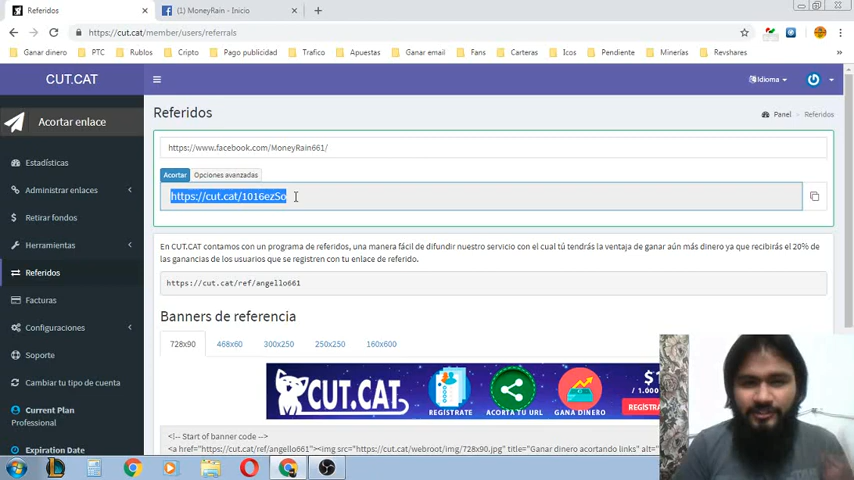 Referidos
(1) MoneyRain - Inicio
https://cut.cat/member/users/referrals
Ganar dinero
PTC
Rublos
Cripto
Pago publicidad
Trafico
Apuestas
Ganar email
Fans
Carteras
Icos
Pendiente
Minerías
Revshares
CUT.CAT
Idioma
Acortar enlace
Referidos
Panel / Referidos
https://www.facebook.com/MoneyRain661/
Estadísticas
Acortar
Opciones avanzadas
Administrar enlaces
https://cut.cat/1016ezSo
Retirar fondos
Herramientas
En CUT.CAT contamos con un programa de referidos, una manera fácil de difundir nuestro servicio con el cual tú tendrás la ventaja de ganar aún más dinero ya que recibirás el 20% de
las ganancias de los usuarios que se registren con tu enlace de referido.
Referidos
https://cut.cat/ref/angello661
Facturas
Banners de referencia
Configuraciones
728x90
468x60
300x250
250x250
160x600
Soporte
Cambiar tu tipo de cuenta
CUT.CAT
REGÍSTRATE
ACORTA TU URL
GANA DINERO
$1
/ 1.000
REGÍSTRA
Current Plan
Professional
<!-- Start of banner code -->
<a href="https://cut.cat/ref/angello661"><img src="https://cut.cat/webroot/img/728x90.jpg" title="Ganar dinero acortando links" alt="
Expiration Date